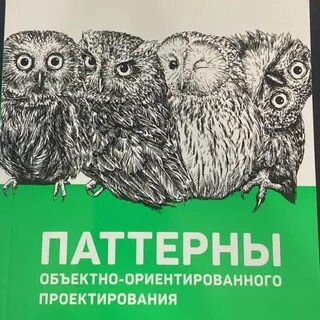 ПАТТЕРНЫ
ОБЪЕКТНО-ОРИЕНТИРОВАННОГО
ПРОЕКТИРОВАНИЯ